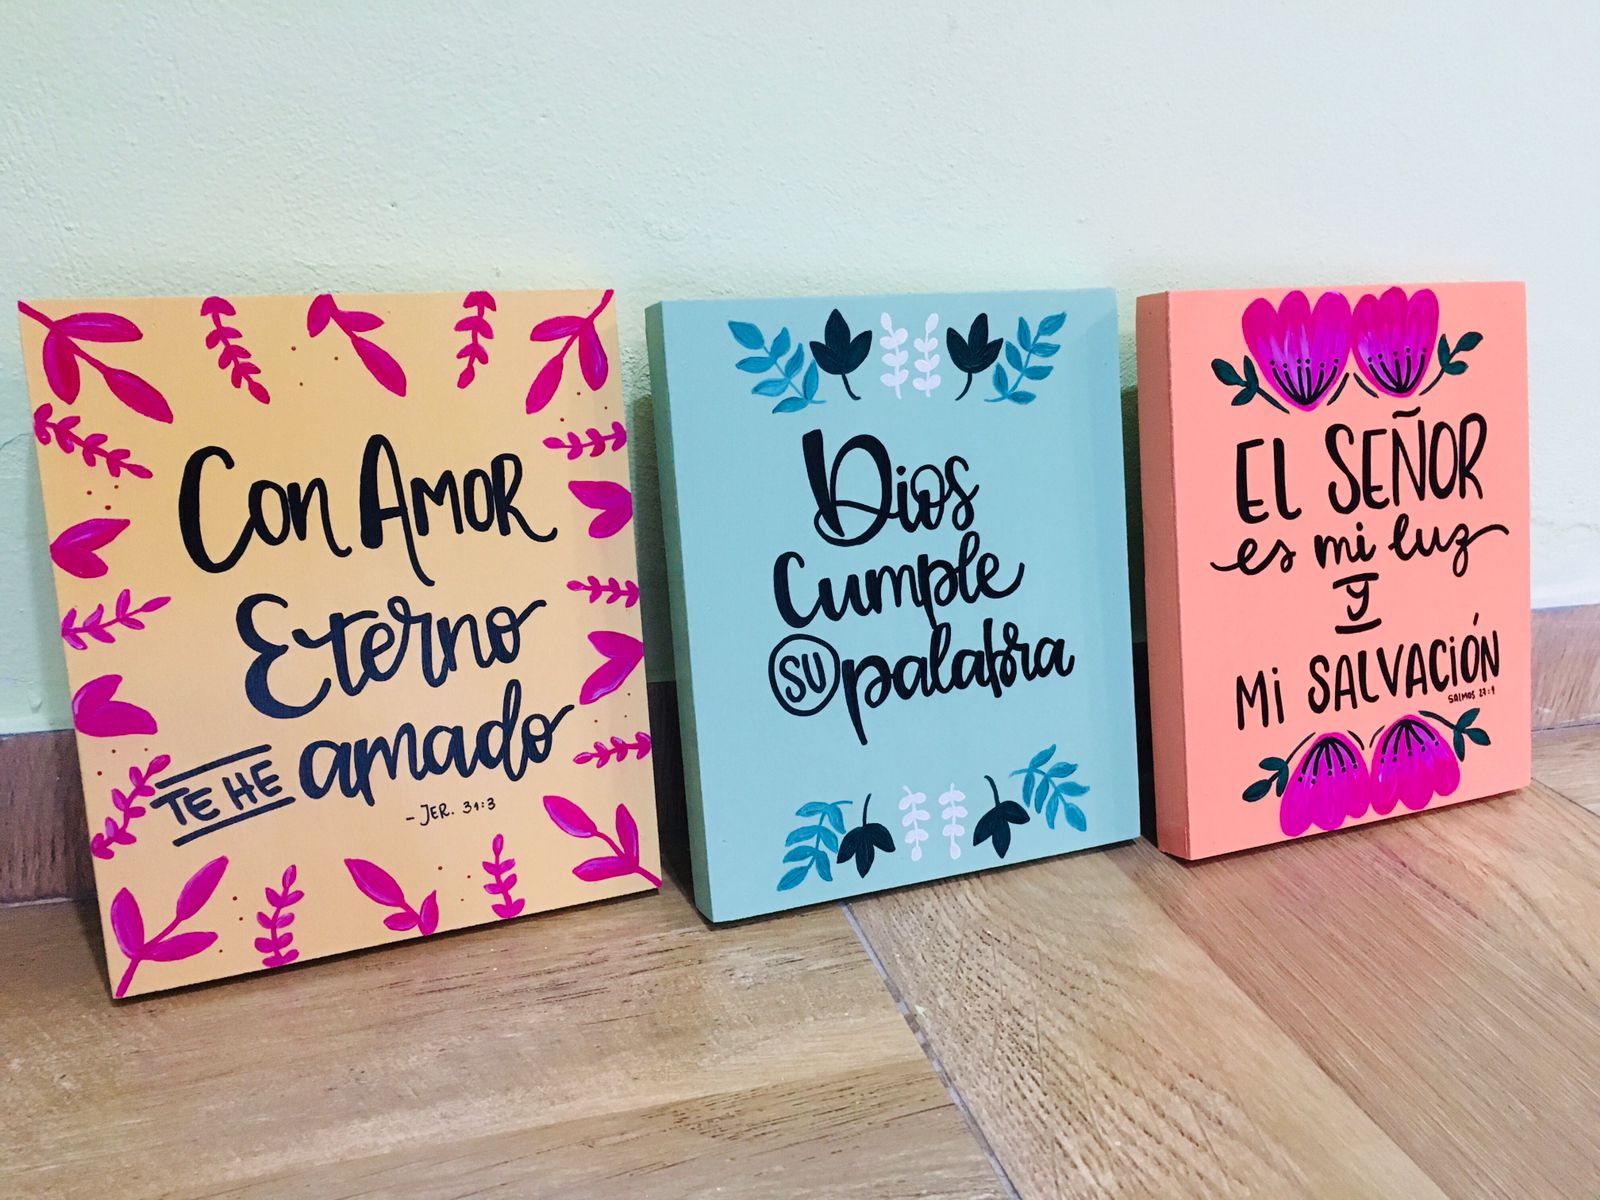 Con Amor
Eterno
TE HE amado
- JER. 31:3
Dios
Cumple
SU palabra
EL SEÑOR
es mi luz
y
Mi SALVACIÓN
SALMOS 27:1